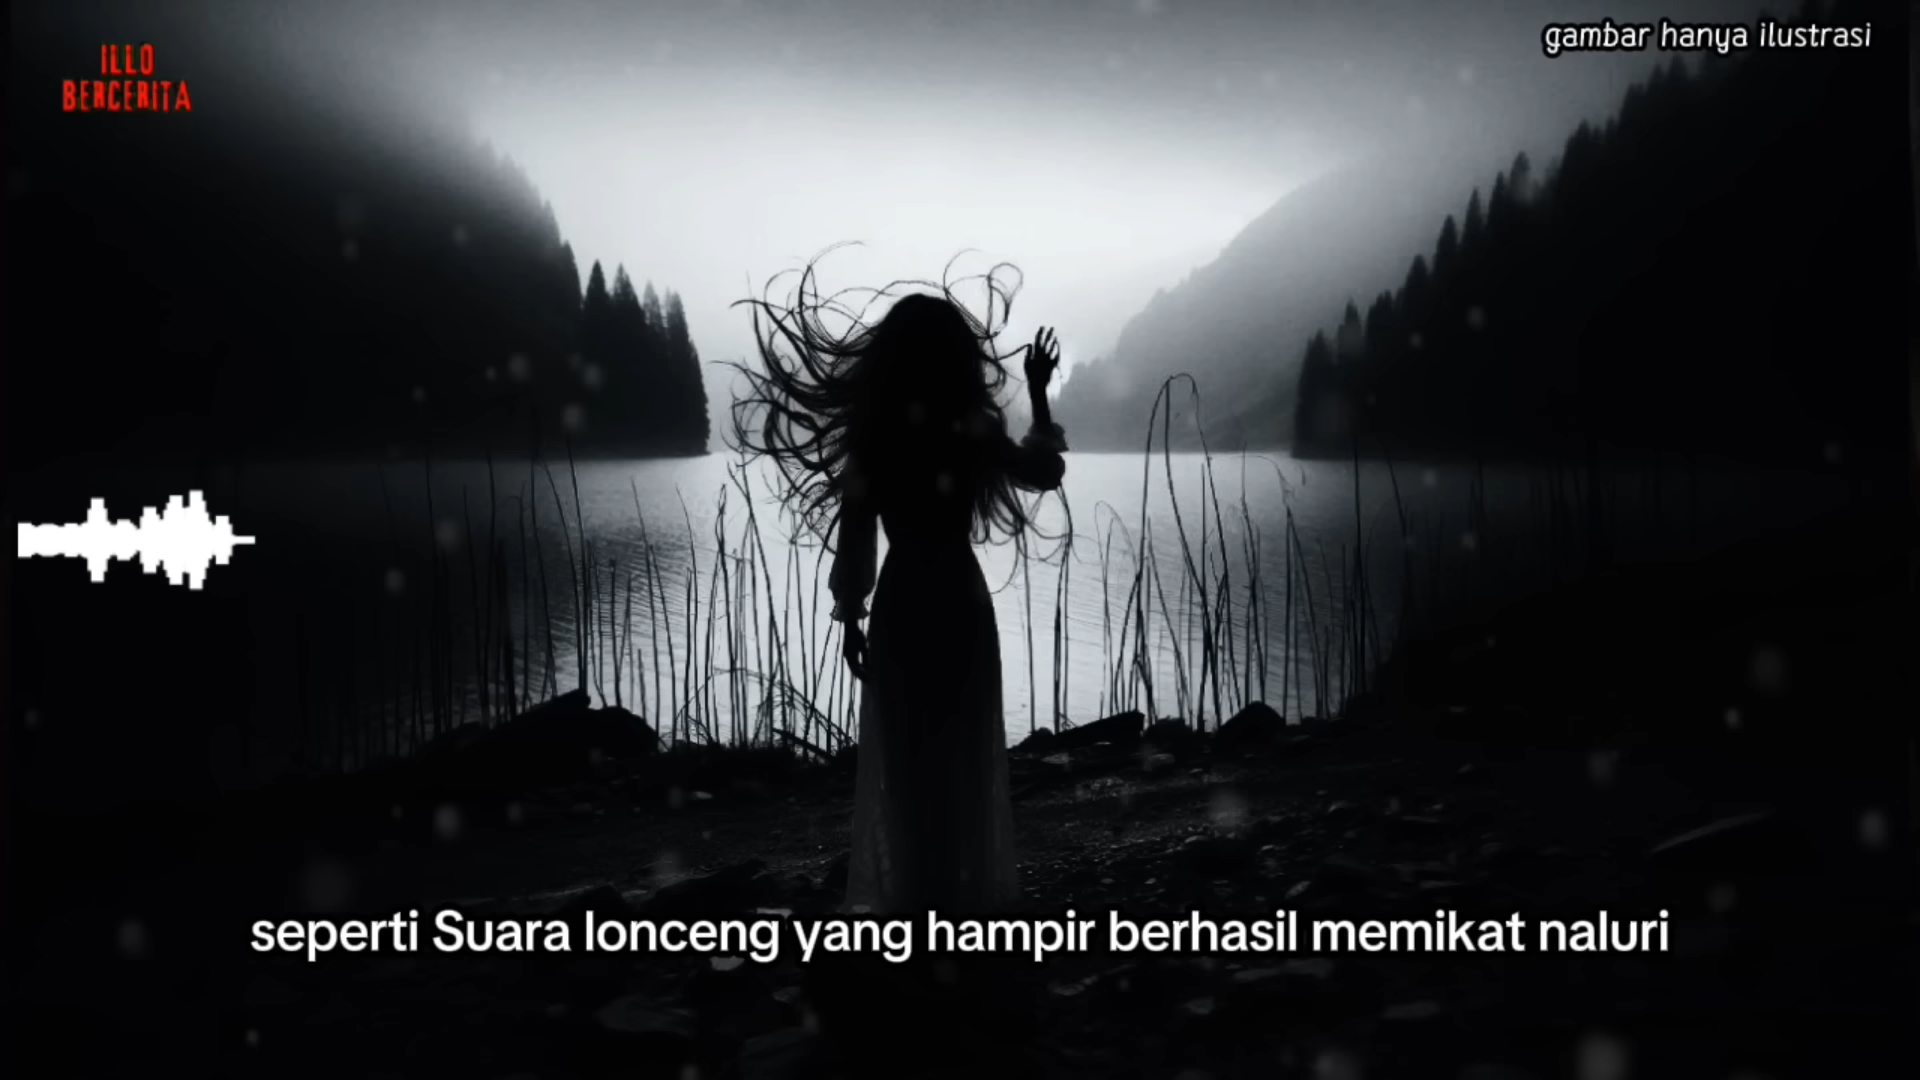 ILLO
BERCERITA
gambar hanya ilustrasi
seperti Suara lonceng yang hampir berhasil memikat naluri